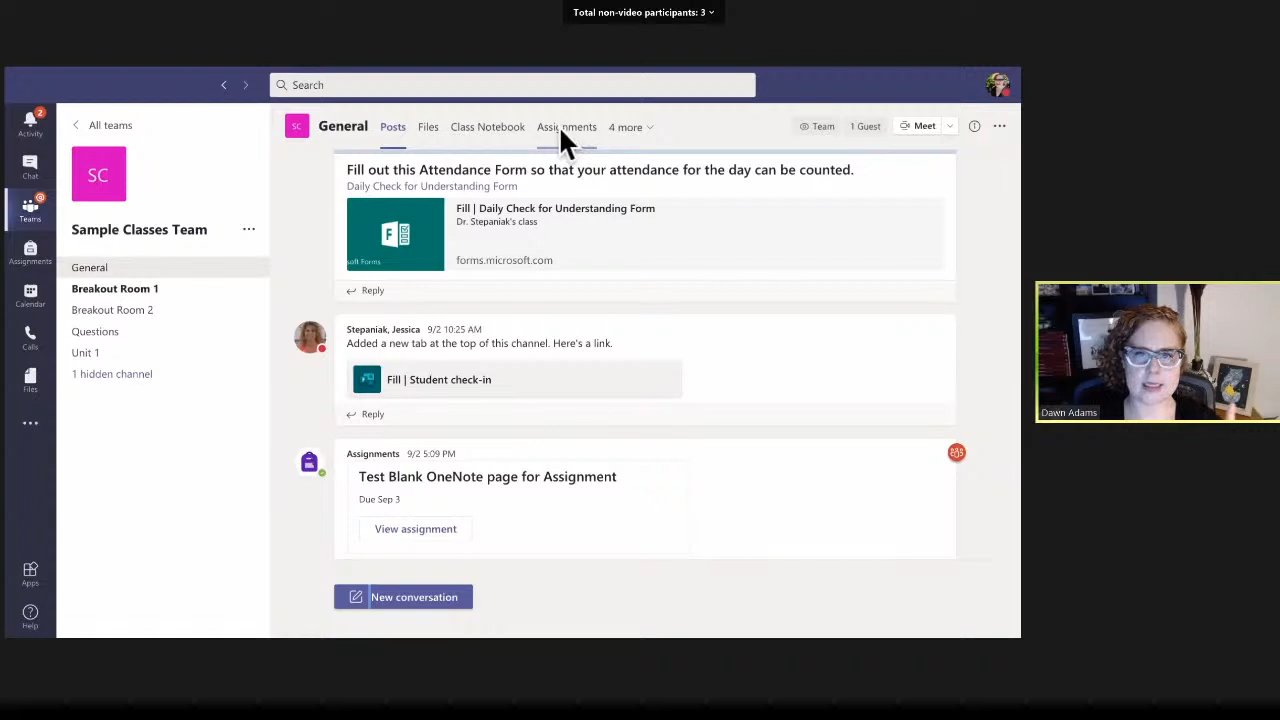 Total non-video participants: 3
Search
2
Activity
Chat
Teams
Assignments
Calendar
Calls
Files
Apps
Help
All teams
SC
Sample Classes Team
General
Breakout Room 1
Breakout Room 2
Questions
Unit 1
1 hidden channel
SC
General
Posts
Files
Class Notebook
Assignments
4 more
Team
1 Guest
Meet
Fill out this Attendance Form so that your attendance for the day can be counted.
Daily Check for Understanding Form
soft Forms
Fill | Daily Check for Understanding Form
Dr. Stepaniak's class
forms.microsoft.com
Reply
Stepaniak, Jessica 9/2 10:25 AM
Added a new tab at the top of this channel. Here's a link.
Fill | Student check-in
Reply
Assignments 9/2 5:09 PM
Test Blank OneNote page for Assignment
Due Sep 3
View assignment
New conversation
Dawn Adams